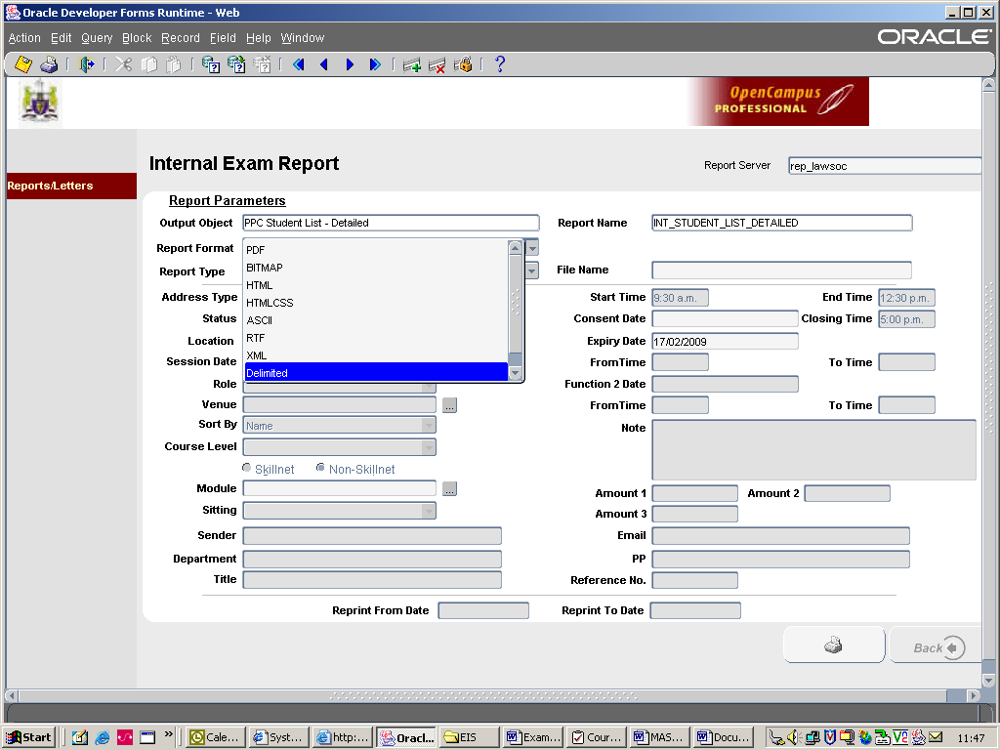 Oracle Developer Forms Runtime - Web
Action Edit Query Block Record Field Help Window
ORACLE
OpenCampus
PROFESSIONAL
Internal Exam Report
Report Server rep_lawsoc
Reports/Letters
Report Parameters
Output Object PPC Student List - Detailed Report Name INT_STUDENT_LIST_DETAILED
Report Format
PDF
BITMAP
HTML
HTMLCSS
ASCII
RTF
XML
Delimited
Report Type File Name
Address Type Start Time 9:30 a.m. End Time 12:30 p.m.
Status Consent Date Closing Time 5:00 p.m.
Location Expiry Date 17/02/2009
Session Date FromTime To Time
Role Function 2 Date
Venue ... FromTime To Time
Sort By Name Note
Course Level
Skillnet Non-Skillnet
Module ... Amount 1 Amount 2
Sitting Amount 3
Sender Email
Department PP
Title Reference No.
Reprint From Date Reprint To Date
Back
Start » Cale... Syst... http:... Oracl... EIS Exam... Cour... MAS... Docu... 11:47